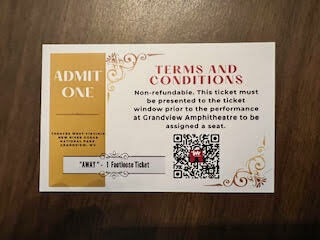 ADMIT
ONE
THEATRE WEST VIRGINIA
NEW RIVER GORGE
NATIONAL PARK
GRANDVIEW, WV
"AWAY" - 1 Footloose Ticket
TERMS AND
CONDITIONS
Non-refundable. This ticket must
be presented to the ticket
window prior to the performance
at Grandview Amphitheatre to be
assigned a seat.